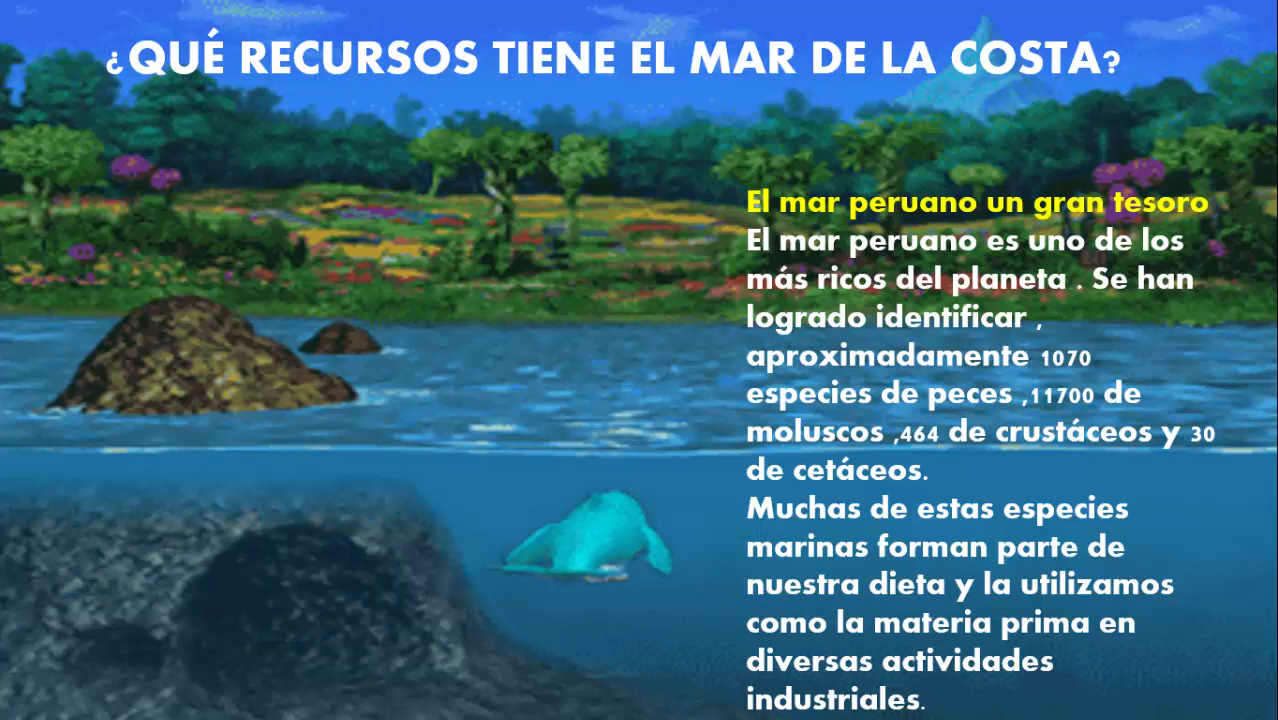 ¿QUÉ RECURSOS TIENE EL MAR DE LA COSTA?
El mar peruano un gran tesoro
El mar peruano es uno de los
más ricos del planeta . Se han
logrado identificar ,
aproximadamente 1070
especies de peces ,11700 de
moluscos ,464 de crustáceos y 30
de cetáceos.
Muchas de estas especies
marinas forman parte de
nuestra dieta y la utilizamos
como la materia prima en
diversas actividades
industriales.